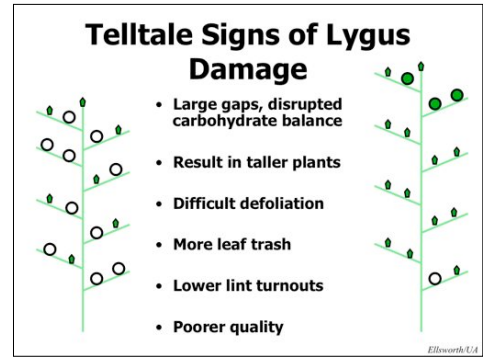 Telltale Signs of Lygus
Damage
• Large gaps, disrupted
carbohydrate balance
• Result in taller plants
• Difficult defoliation
• More leaf trash
• Lower lint turnouts
• Poorer quality
Ellsworth/UA